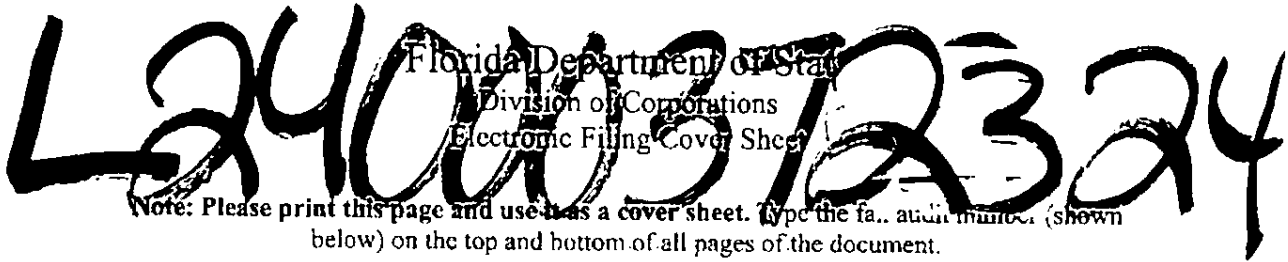 L24000372324
Florida Department of State
Division of Corporations
Electronic Filing Cover Sheet
Note: Please print this page and use it as a cover sheet. Type the fa.. audit number (shown
below) on the top and bottom of all pages of the document.